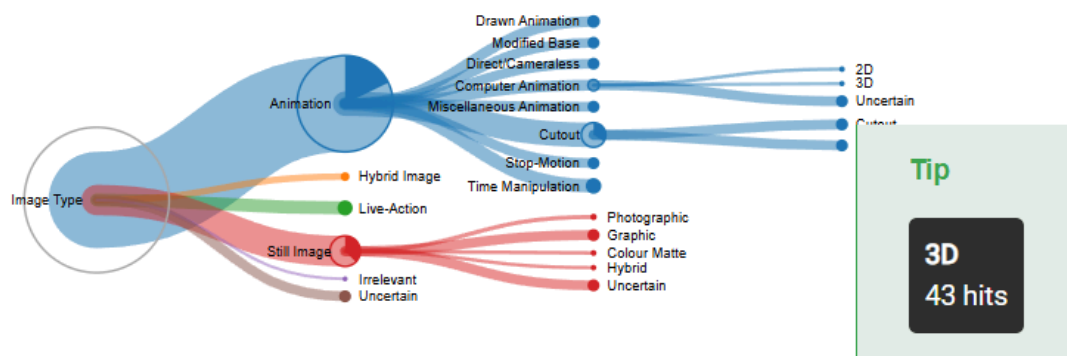 Image Type
Animation
Hybrid Image
Live-Action
Still Image
Irrelevant
Uncertain
Drawn Animation
Modified Base
Direct/Cameraless
Computer Animation
Miscellaneous Animation
Cutout
Stop-Motion
Time Manipulation
Photographic
Graphic
Colour Matte
Hybrid
Uncertain
2D
3D
Uncertain
Cutout
Tip
3D
43 hits